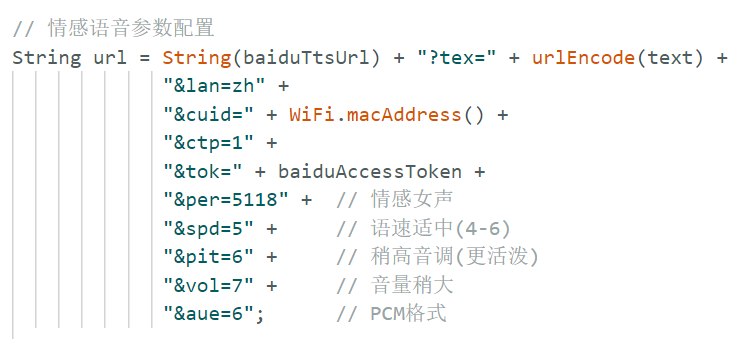 // 情感语音参数配置
String url = String(baiduTtsUrl) + "?tex=" + urlEncode(text) +
"&lan=zh" +
"&cuid=" + WiFi.macAddress() +
"&ctp=1" +
"&tok=" + baiduAccessToken +
"&per=5118" +  // 情感女声
"&spd=5" +     // 语速适中(4-6)
"&pit=6" +     // 稍高音调(更活泼)
"&vol=7" +     // 音量稍大
"&aue=6";      // PCM格式